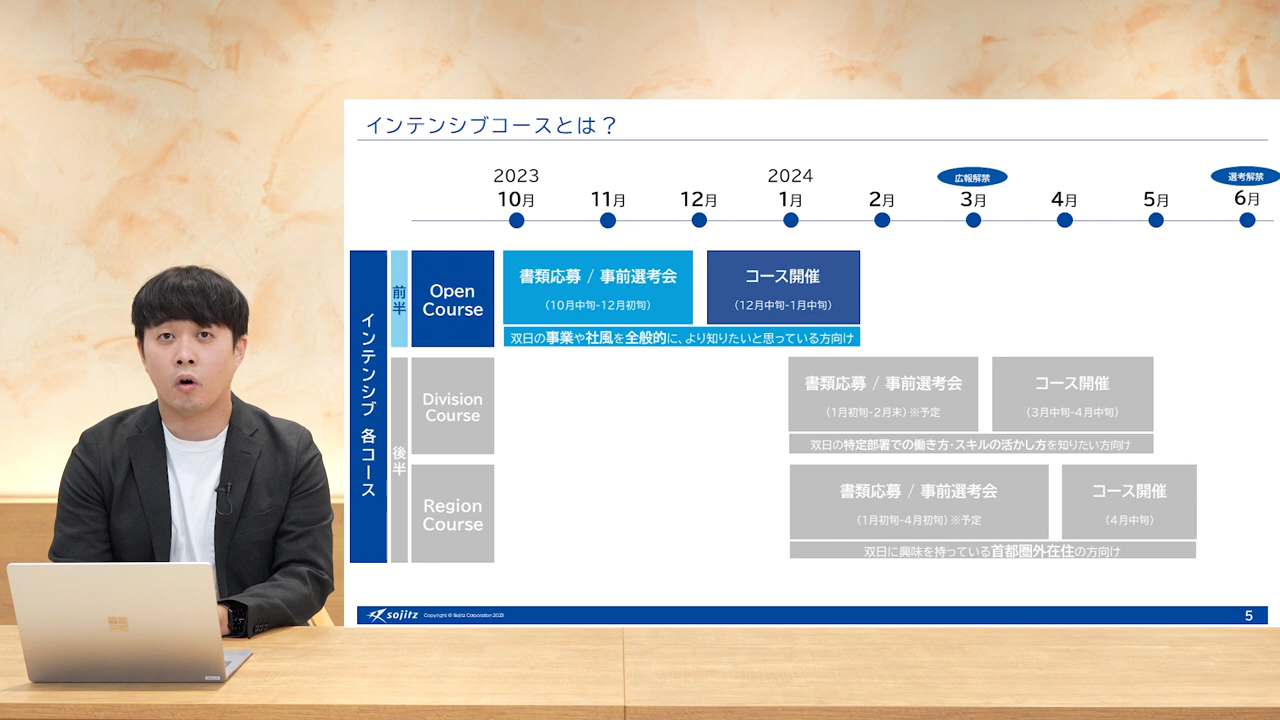 インテンシブコースとは？
2023
2024
広報解禁
選考解禁
10月
11月
12月
1月
2月
3月
4月
5月
6月
インテンシブ 各コース
前半
Open
Course
書類応募 / 事前選考会
（10月中旬-12月初旬）
コース開催
（12月中旬-1月中旬）
双日の事業や社風を全般的に、より知りたいと思っている方向け
後半
Division
Course
書類応募 / 事前選考会
（1月初旬-2月末）※予定
コース開催
（3月中旬-4月中旬）
双日の特定部署での働き方・スキルの活かし方を知りたい方向け
Region
Course
書類応募 / 事前選考会
（1月初旬-4月初旬）※予定
コース開催
（4月中旬）
双日に興味を持っている首都圏外在住の方向け
sojitz
Copyright © Sojitz Corporation 2023
5